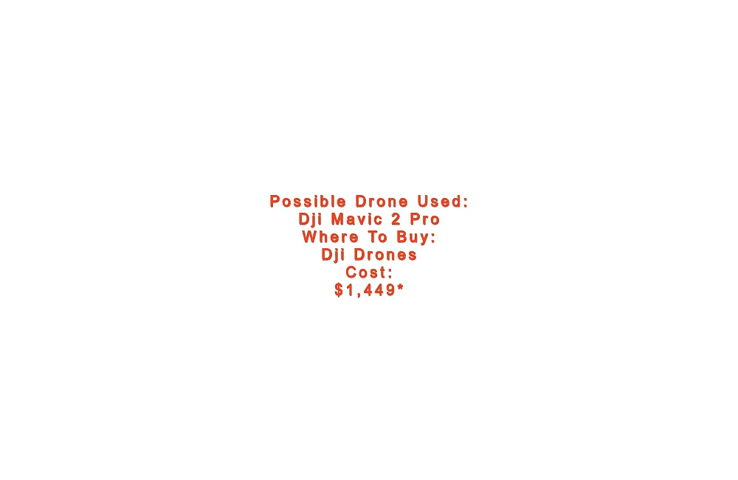 Possible Drone Used:
Dji Mavic 2 Pro
Where To Buy:
Dji Drones
Cost:
$1,449*